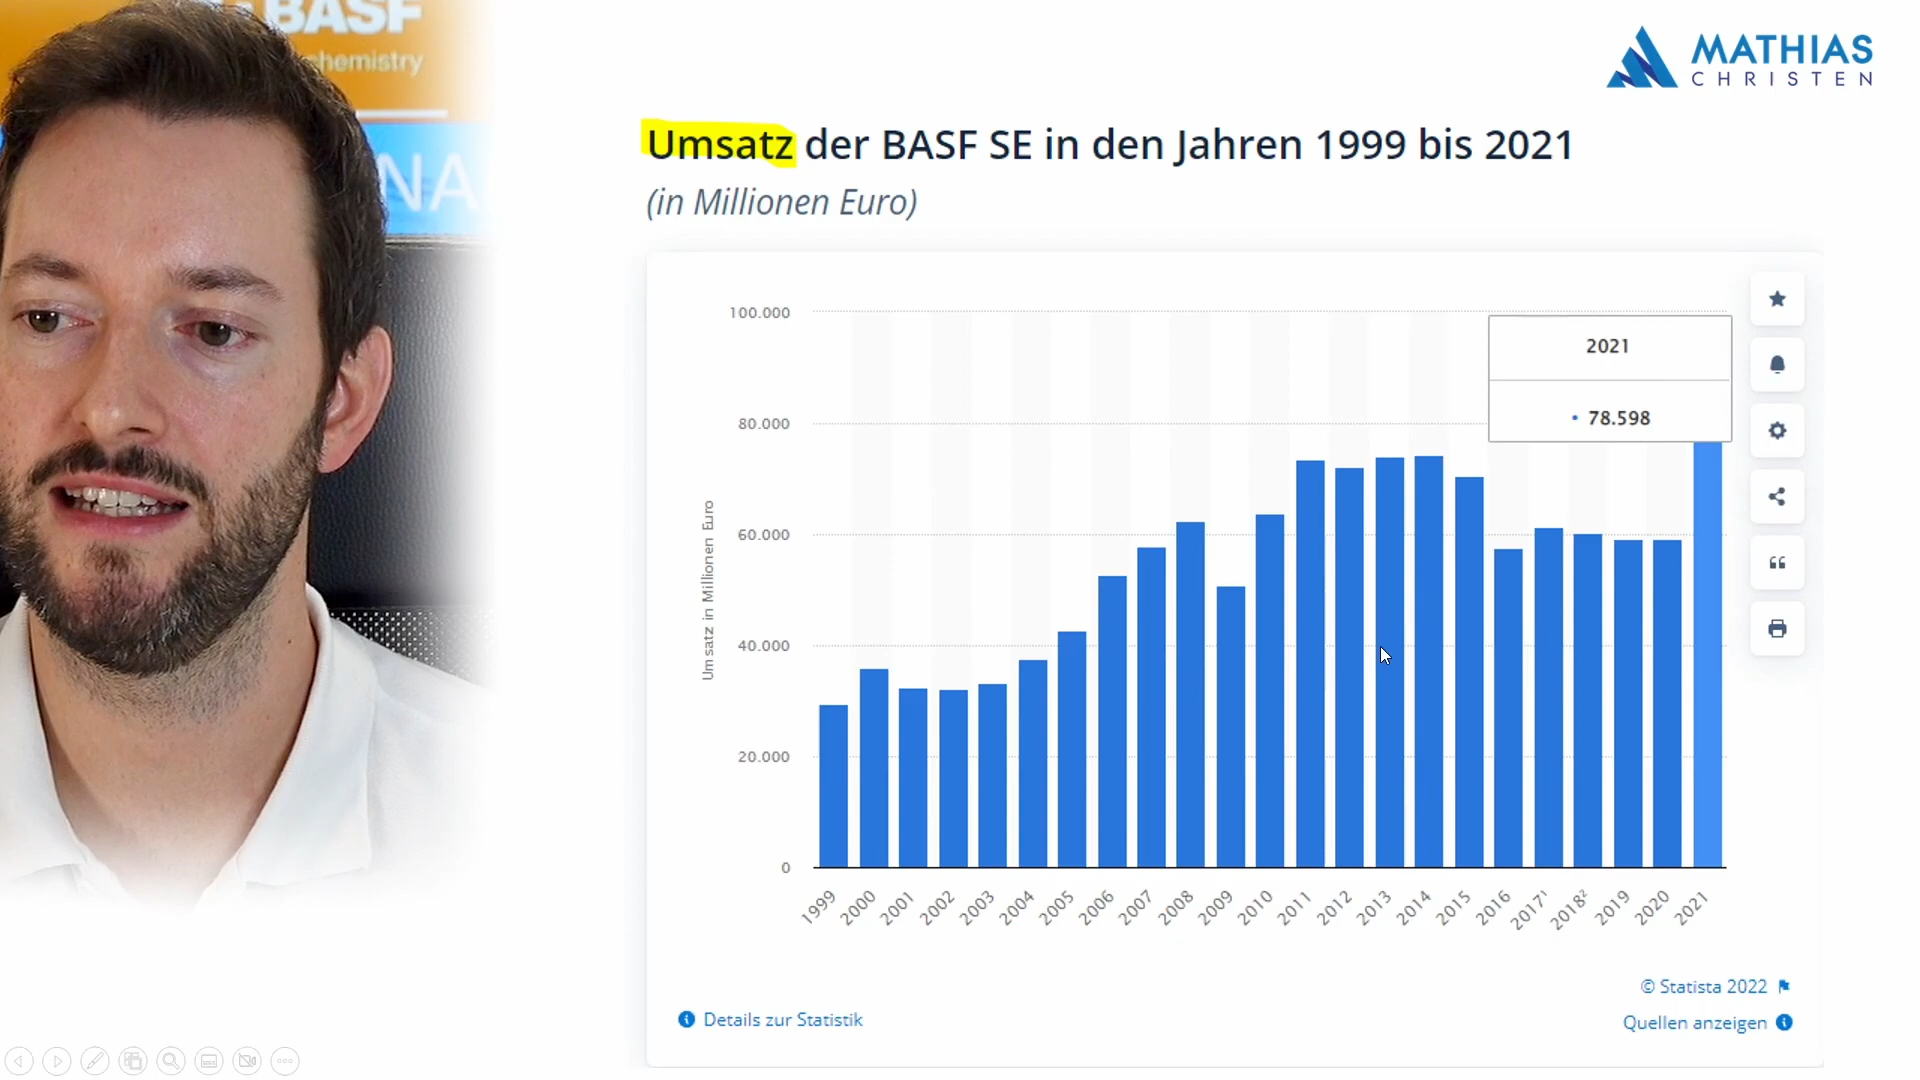 BASF
chemistry
NA
MATHIAS
CHRISTEN
Umsatz der BASF SE in den Jahren 1999 bis 2021
(in Millionen Euro)
2021
• 78.598
Umsatz in Millionen Euro
100.000
80.000
60.000
40.000
20.000
0
1999 2000 2001 2002 2003 2004 2005 2006 2007 2008 2009 2010 2011 2012 2013 2014 2015 2016 2017¹ 2018² 2019 2020 2021
© Statista 2022
Details zur Statistik
Quellen anzeigen